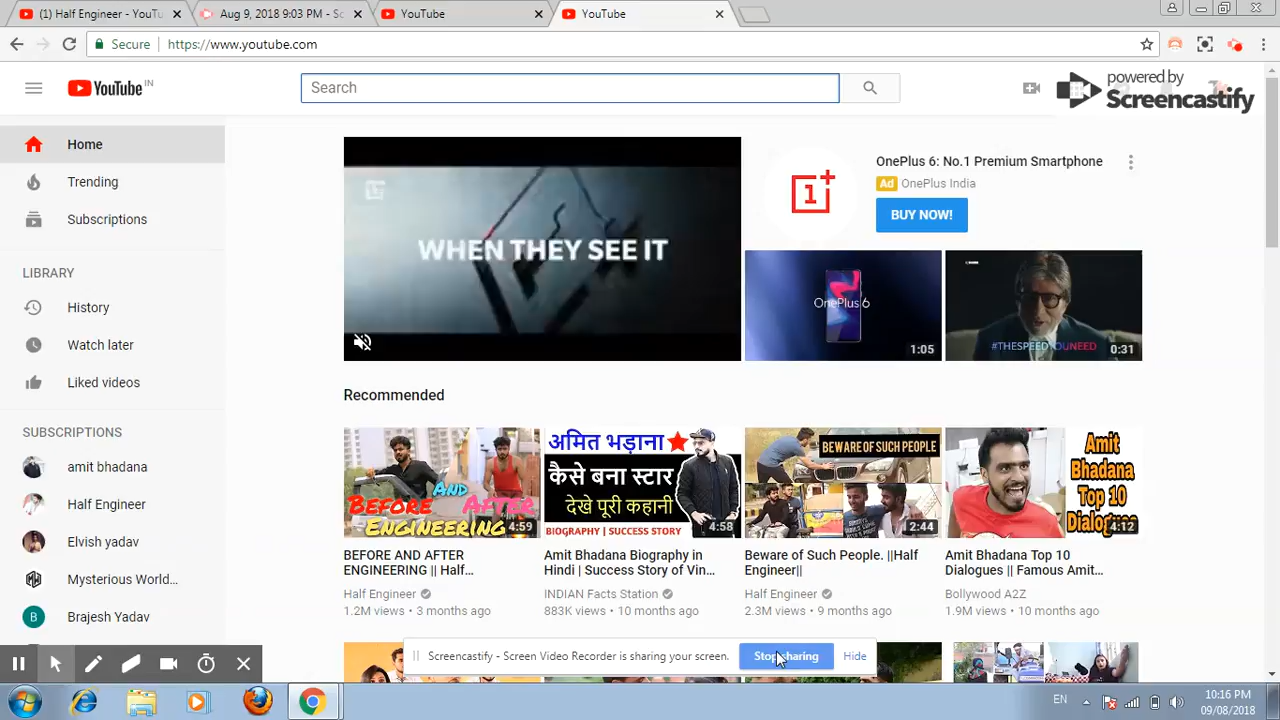 (1) Half Engineer - YouTu
Aug 9, 2018 9:03 PM - Sc
YouTube
YouTube
Secure
https://www.youtube.com
YouTube IN
Search
powered by
Screencastify
Home
Trending
Subscriptions
LIBRARY
History
Watch later
Liked videos
SUBSCRIPTIONS
amit bhadana
Half Engineer
Elvish yadav
Mysterious World...
B Brajesh Yadav
WHEN THEY SEE IT
1+
OnePlus 6: No.1 Premium Smartphone
Ad OnePlus India
BUY NOW!
OnePlus 6
1:05
#THESPEEDYOUNEED
0:31
Recommended
BEFORE AND AFTER
ENGINEERING
4:59
BEFORE AND AFTER
ENGINEERING || Half...
Half Engineer
1.2M views • 3 months ago
अमित भड़ाना
कैसे बना स्टार
देखे पूरी कहानी
BIOGRAPHY | SUCCESS STORY
4:58
Amit Bhadana Biography in
Hindi | Success Story of Vin...
INDIAN Facts Station
883K views • 10 months ago
BEWARE OF SUCH PEOPLE
2:44
Beware of Such People. ||Half
Engineer||
Half Engineer
2.3M views • 9 months ago
Amit
Bhadana
Top 10
Dialogues
4:12
Amit Bhadana Top 10
Dialogues || Famous Amit...
Bollywood A2Z
1.9M views • 10 months ago
Screencastify - Screen Video Recorder is sharing your screen.
Stop sharing
Hide
EN
10:16 PM
09/08/2018